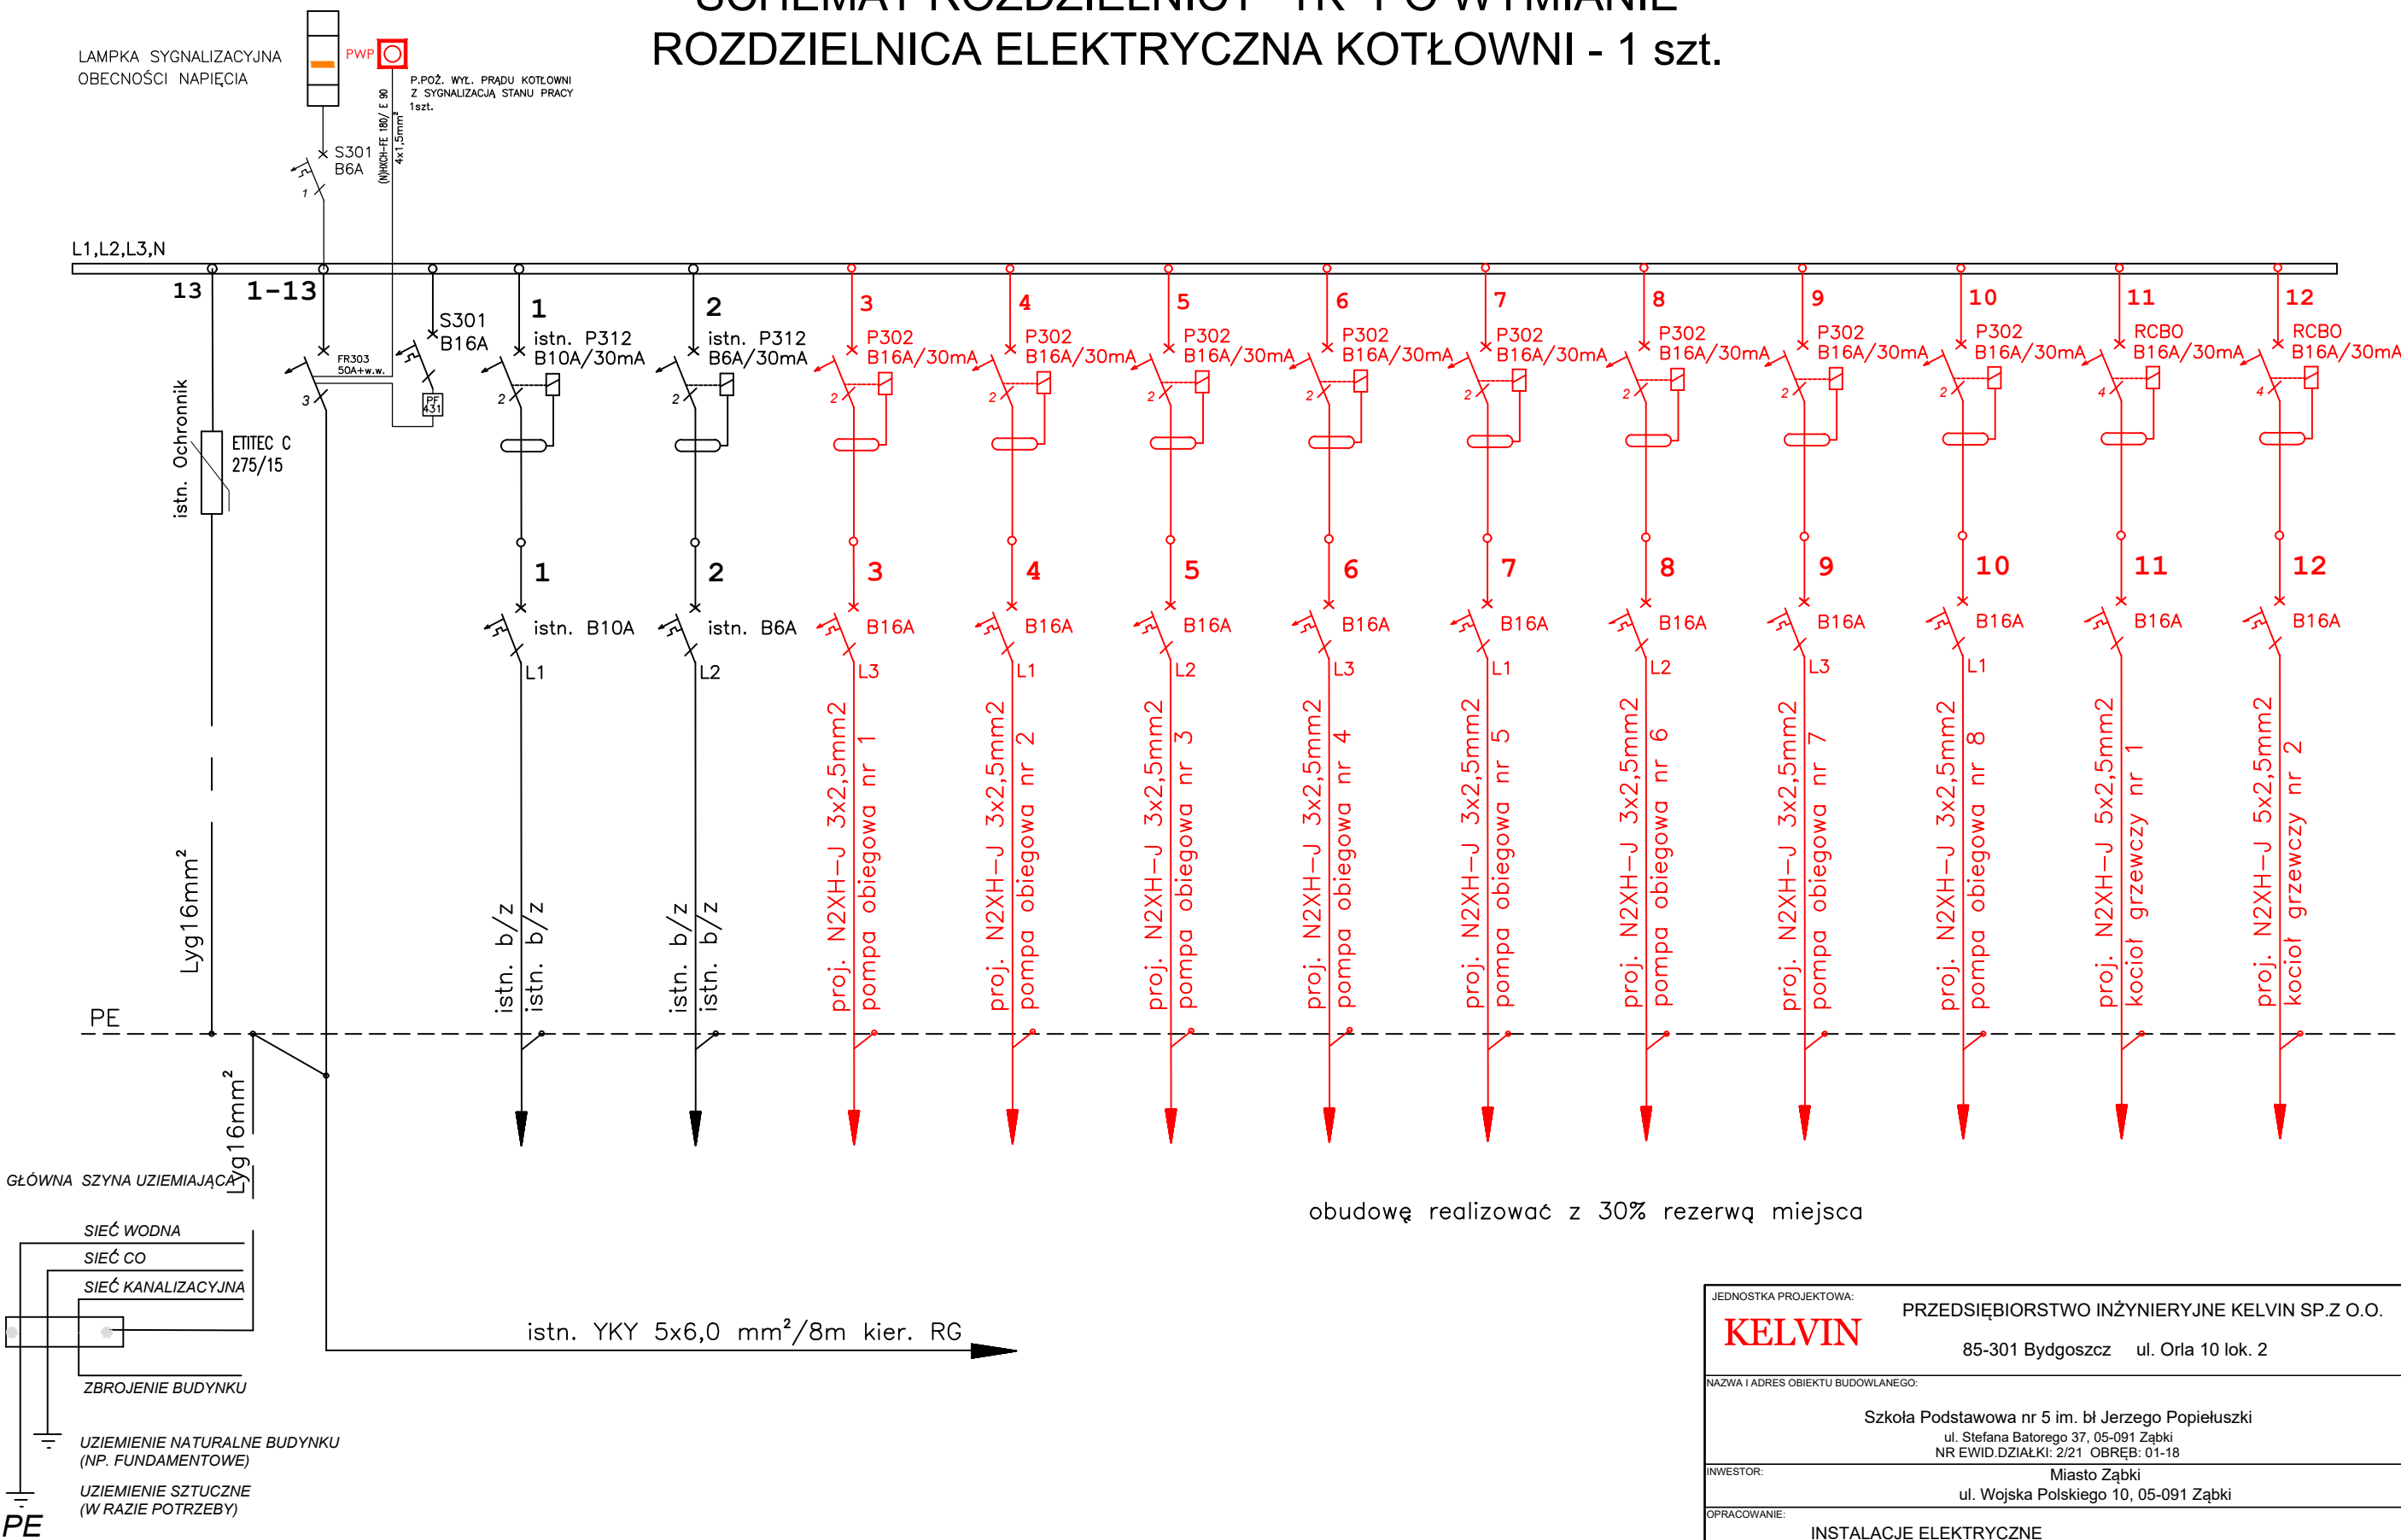 ROZDZIELNICA ELEKTRYCZNA KOTŁOWNI - 1 szt.
LAMPKA SYGNALIZACYJNA
OBECNOŚCI NAPIĘCIA
PWP
P.POŻ. WYŁ. PRĄDU KOTŁOWNI
Z SYGNALIZACJĄ STANU PRACY
1szt.
(N)HXCH-FE 180/ E 90
4x1,5mm²
S301
B6A
1
L1,L2,L3,N
13
1-13
FR303
50A+w.w.
3
S301
B16A
PF
431
istn. Ochronnik
ETITEC C
275/15
1
istn. P312
B10A/30mA
2
2
istn. P312
B6A/30mA
2
3
P302
B16A/30mA
2
4
P302
B16A/30mA
2
5
P302
B16A/30mA
2
6
P302
B16A/30mA
2
7
P302
B16A/30mA
2
8
P302
B16A/30mA
2
9
P302
B16A/30mA
2
10
P302
B16A/30mA
2
11
RCBO
B16A/30mA
4
12
RCBO
B16A/30mA
4
1
istn. B10A
L1
2
istn. B6A
L2
3
B16A
L3
4
B16A
L1
5
B16A
L2
6
B16A
L3
7
B16A
L1
8
B16A
L2
9
B16A
L3
10
B16A
L1
11
B16A
12
B16A
Lyg16mm²
istn. b/z
istn. b/z
istn. b/z
istn. b/z
proj. N2XH-J 3x2,5mm2
pompa obiegowa nr 1
proj. N2XH-J 3x2,5mm2
pompa obiegowa nr 2
proj. N2XH-J 3x2,5mm2
pompa obiegowa nr 3
proj. N2XH-J 3x2,5mm2
pompa obiegowa nr 4
proj. N2XH-J 3x2,5mm2
pompa obiegowa nr 5
proj. N2XH-J 3x2,5mm2
pompa obiegowa nr 6
proj. N2XH-J 3x2,5mm2
pompa obiegowa nr 7
proj. N2XH-J 3x2,5mm2
pompa obiegowa nr 8
proj. N2XH-J 5x2,5mm2
kocioł grzewczy nr 1
proj. N2XH-J 5x2,5mm2
kocioł grzewczy nr 2
PE
Lyg16mm²
GŁÓWNA SZYNA UZIEMIAJĄCA
SIEĆ WODNA
SIEĆ CO
SIEĆ KANALIZACYJNA
ZBROJENIE BUDYNKU
UZIEMIENIE NATURALNE BUDYNKU
(NP. FUNDAMENTOWE)
UZIEMIENIE SZTUCZNE
(W RAZIE POTRZEBY)
PE
istn. YKY 5x6,0 mm²/8m kier. RG
obudowę realizować z 30% rezerwą miejsca
JEDNOSTKA PROJEKTOWA:
KELVIN
PRZEDSIĘBIORSTWO INŻYNIERYJNE KELVIN SP.Z O.O.
85-301 Bydgoszcz ul. Orla 10 lok. 2
NAZWA I ADRES OBIEKTU BUDOWLANEGO:
Szkoła Podstawowa nr 5 im. bł Jerzego Popiełuszki
ul. Stefana Batorego 37, 05-091 Ząbki
NR EWID.DZIAŁKI: 2/21 OBRĘB: 01-18
INWESTOR:
Miasto Ząbki
ul. Wojska Polskiego 10, 05-091 Ząbki
OPRACOWANIE:
INSTALACJE ELEKTRYCZNE